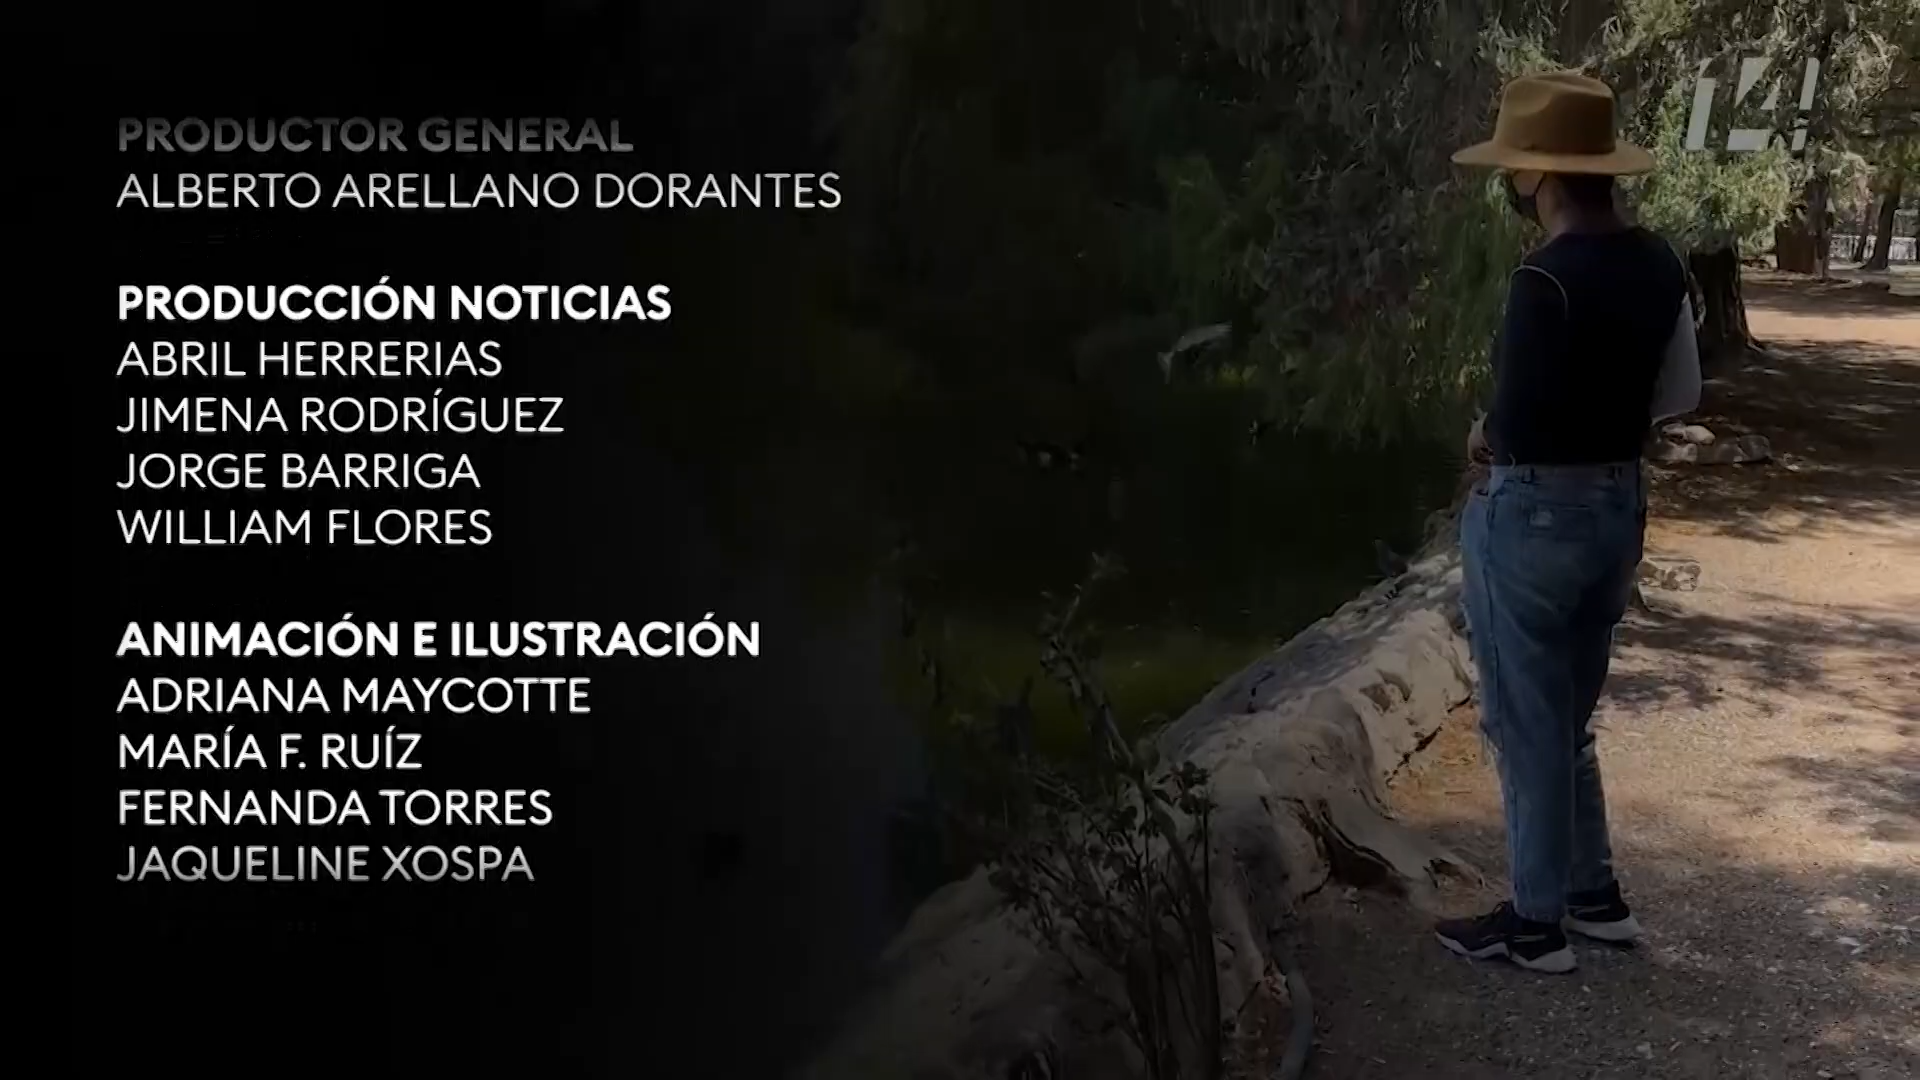 PRODUCTOR GENERAL
ALBERTO ARELLANO DORANTES
PRODUCCIÓN NOTICIAS
ABRIL HERRERIAS
JIMENA RODRÍGUEZ
JORGE BARRIGA
WILLIAM FLORES
ANIMACIÓN E ILUSTRACIÓN
ADRIANA MAYCOTTE
MARÍA F. RUÍZ
FERNANDA TORRES
JAQUELINE XOSPA
14